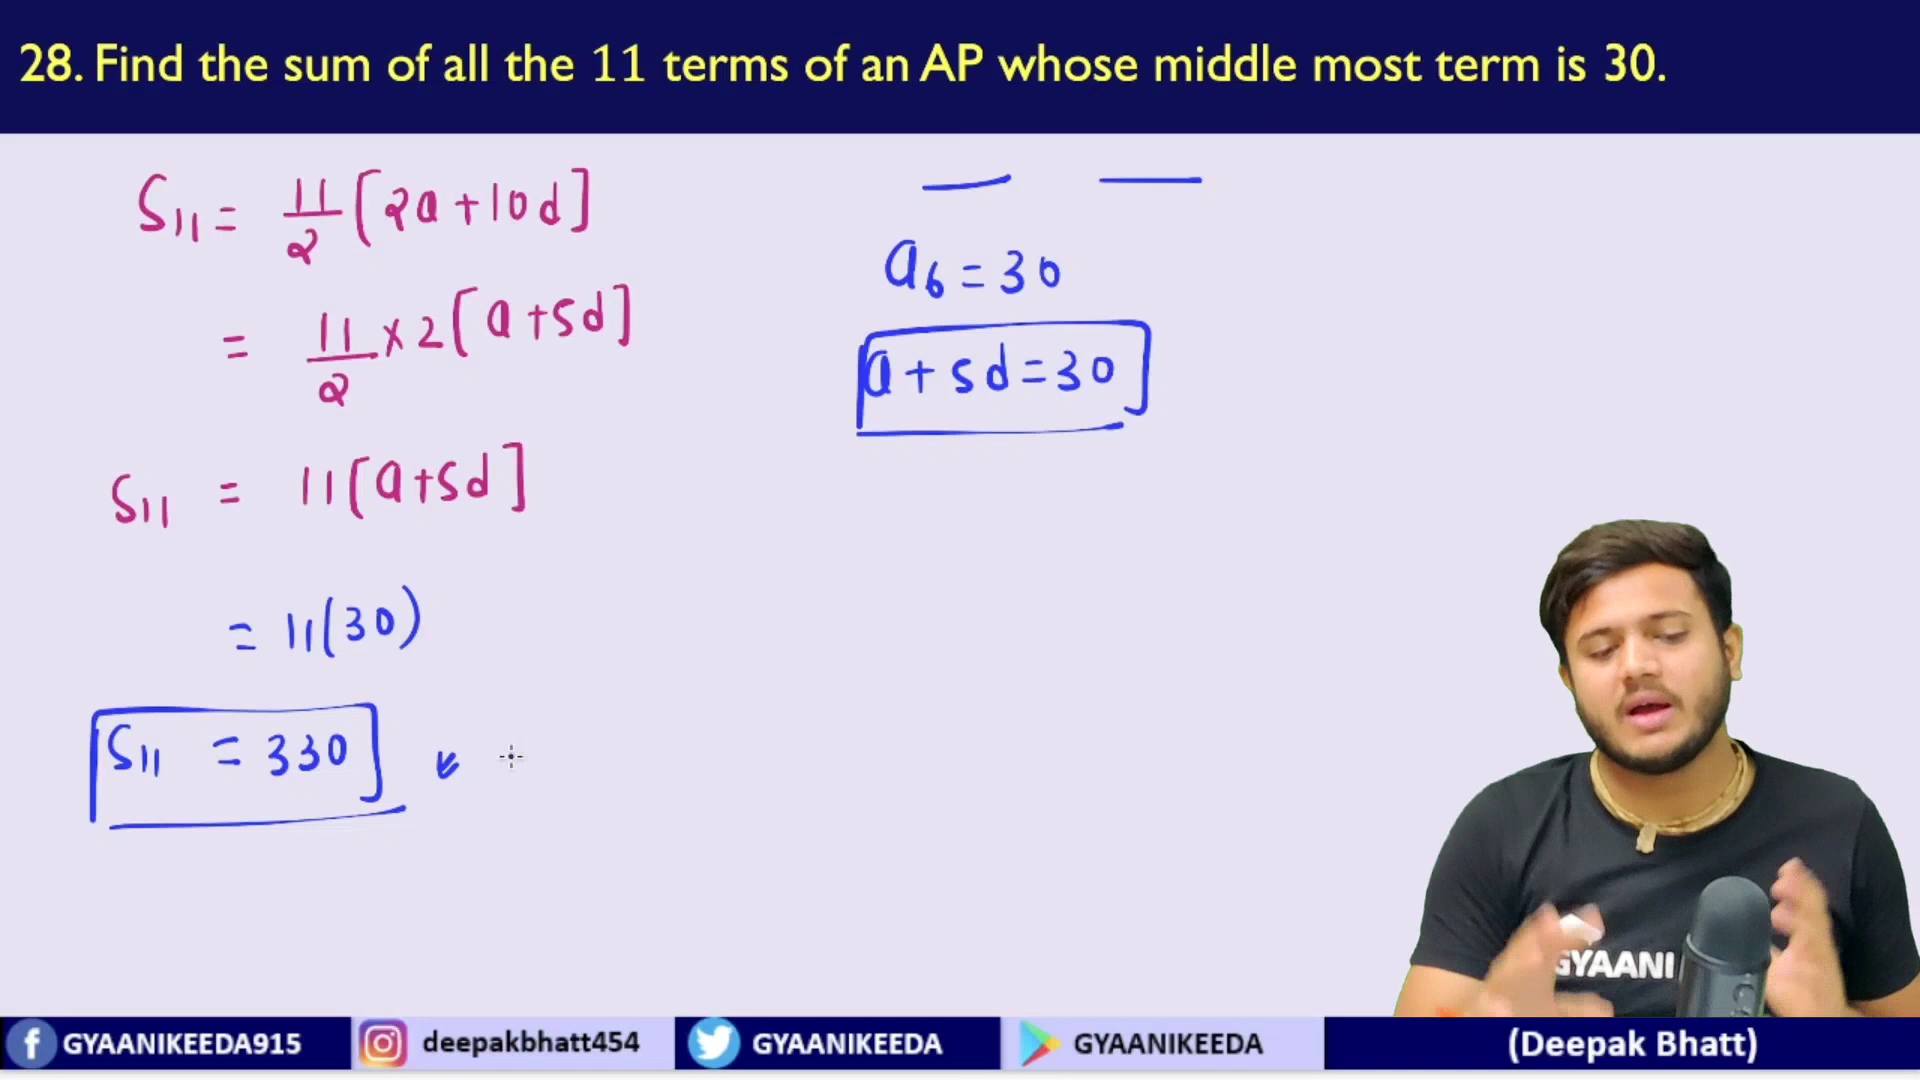 28. Find the sum of all the 11 terms of an AP whose middle most term is 30.
S11 = 11/2 [2a+10d]
= 11/2 × 2[a+5d]
S11 = 11[a+5d]
= 11(30)
S11 = 330
a6 = 30
a + 5d = 30
GYAANI
GYAANIKEEDA915
deepakbhatt454
GYAANIKEEDA
GYAANIKEEDA
(Deepak Bhatt)